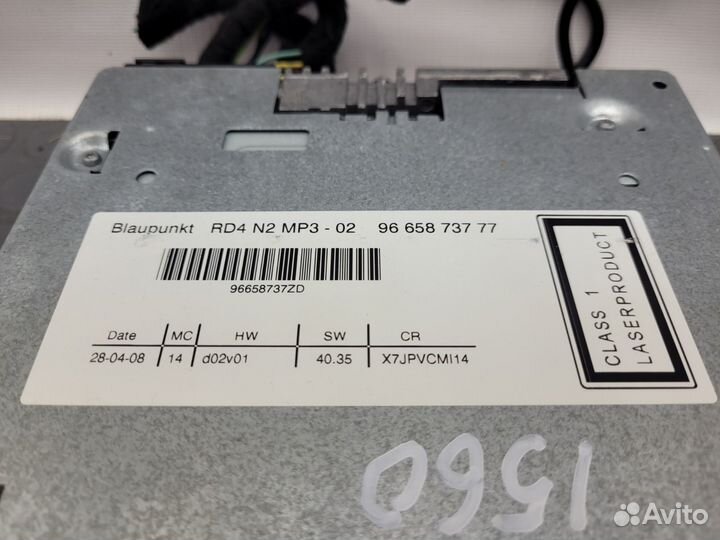 Blaupunkt RD4 N2 MP3 - 02 96 658 737 77
96658737ZD
Date MC HW SW CR
28-04-08 14 d02v01 40.35 X7JPVCMI14
CLASS 1
LASERPRODUCT
1560
Avito